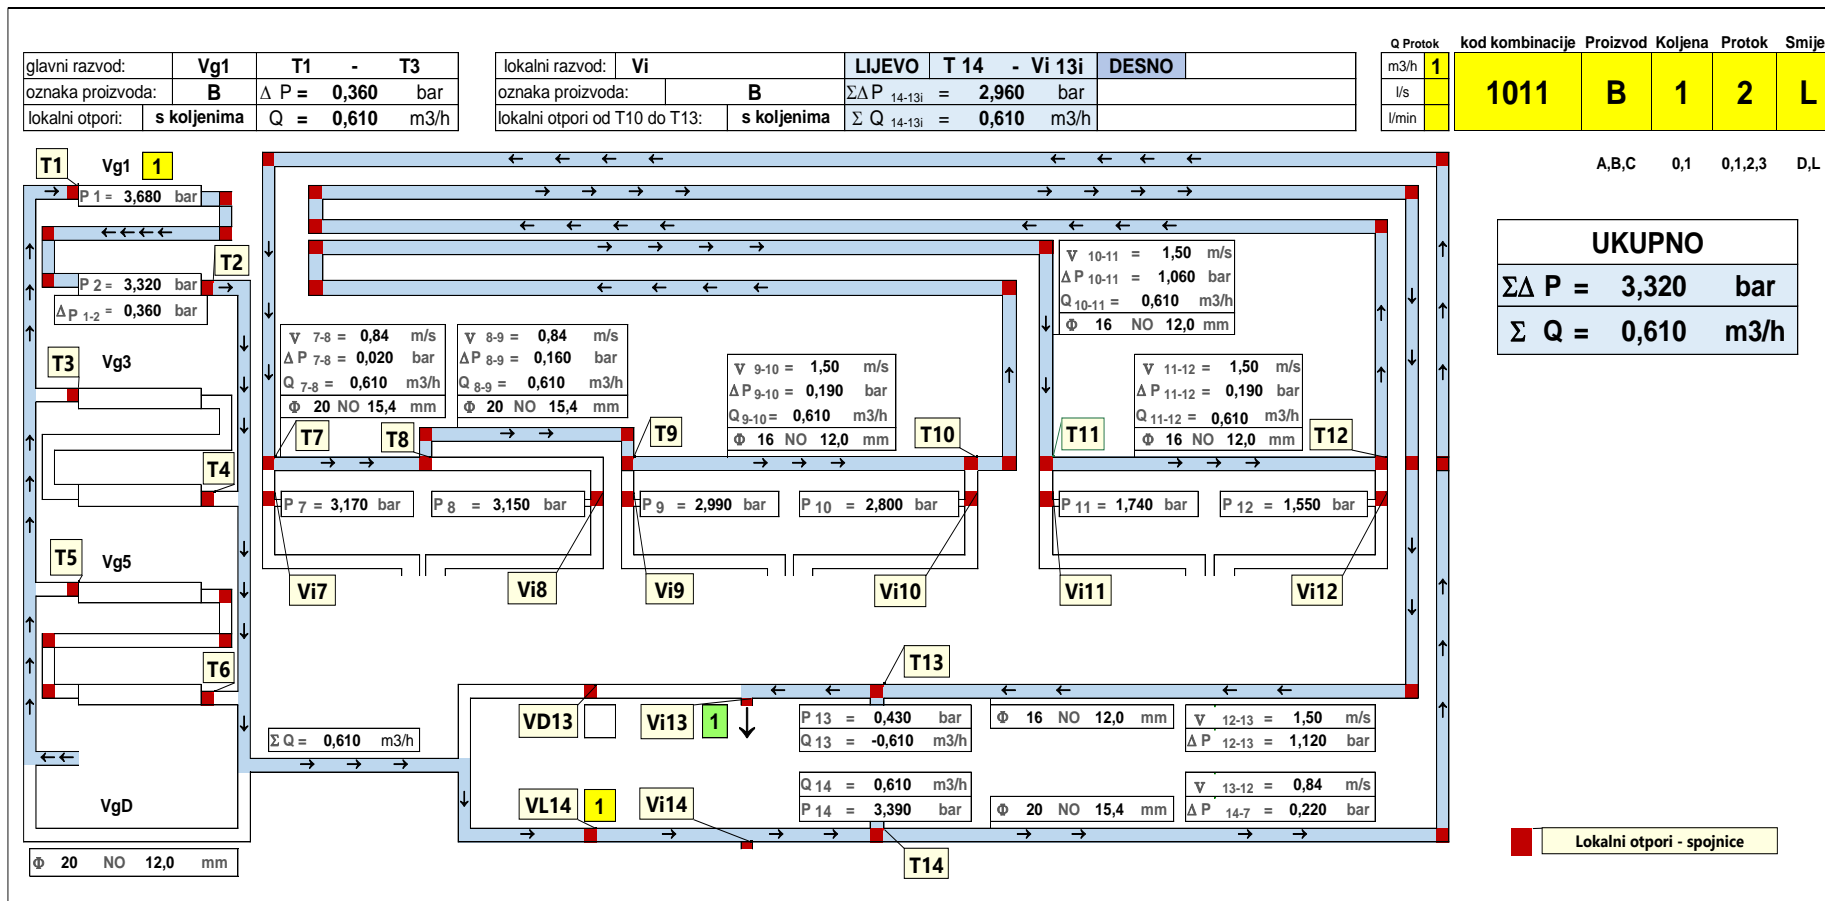 glavni razvod: Vg1 T1 - T3
oznaka proizvoda: B Δ P = 0,360 bar
lokalni otpori: s koljenima Q = 0,610 m3/h
lokalni razvod: Vi LIJEVO T 14 - Vi 13i DESNO
oznaka proizvoda: B ΣΔ P 14-13i = 2,960 bar
lokalni otpori od T10 do T13: s koljenima Σ Q 14-13i = 0,610 m3/h
Q Protok kod kombinacije Proizvod Koljena Protok Smije
m3/h 1
l/s 1011 B 1 2 L
l/min
A,B,C 0,1 0,1,2,3 D,L
UKUPNO
ΣΔ P = 3,320 bar
Σ Q = 0,610 m3/h
T1 Vg1 1
P 1 = 3,680 bar
← ← ← ←
T2
P 2 = 3,320 bar
Δ P 1-2 = 0,360 bar
T3 Vg3
T4
T5 Vg5
T6
VgD
Φ 20 NO 12,0 mm
V 7-8 = 0,84 m/s
Δ P 7-8 = 0,020 bar
Q 7-8 = 0,610 m3/h
Φ 20 NO 15,4 mm
V 8-9 = 0,84 m/s
Δ P 8-9 = 0,160 bar
Q 8-9 = 0,610 m3/h
Φ 20 NO 15,4 mm
V 9-10 = 1,50 m/s
Δ P 9-10 = 0,190 bar
Q 9-10 = 0,610 m3/h
Φ 16 NO 12,0 mm
V 10-11 = 1,50 m/s
Δ P 10-11 = 1,060 bar
Q 10-11 = 0,610 m3/h
Φ 16 NO 12,0 mm
V 11-12 = 1,50 m/s
Δ P 11-12 = 0,190 bar
Q 11-12 = 0,610 m3/h
Φ 16 NO 12,0 mm
T7 T8 T9 T10 T11 T12
P 7 = 3,170 bar P 8 = 3,150 bar P 9 = 2,990 bar P 10 = 2,800 bar P 11 = 1,740 bar P 12 = 1,550 bar
Vi7 Vi8 Vi9 Vi10 Vi11 Vi12
T13
VD13 Vi13 1
P 13 = 0,430 bar Φ 16 NO 12,0 mm V 12-13 = 1,50 m/s
Q 13 = -0,610 m3/h Δ P 12-13 = 1,120 bar
Σ Q = 0,610 m3/h
Q 14 = 0,610 m3/h V 13-12 = 0,84 m/s
VL14 1 Vi14 P 14 = 3,390 bar Φ 20 NO 15,4 mm Δ P 14-7 = 0,220 bar
T14
Lokalni otpori - spojnice